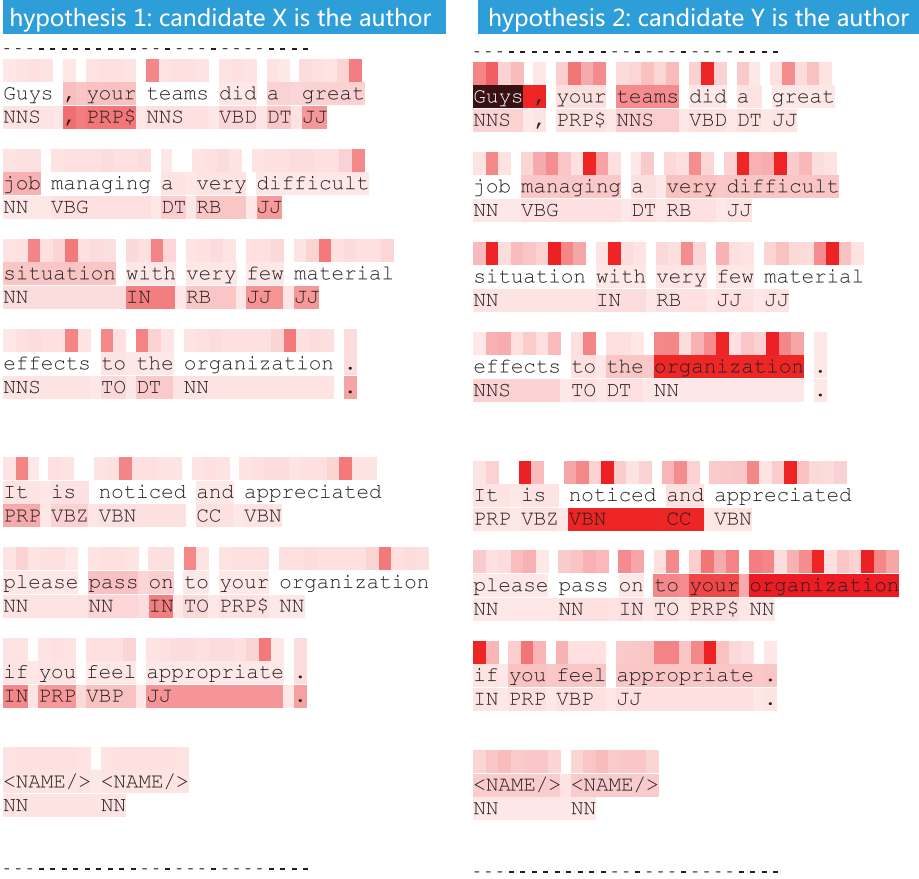 hypothesis 1: candidate X is the author
---------------------------
Guys , your teams did a great
NNS , PRP$ NNS VBD DT JJ
job managing a very difficult
NN VBG DT RB JJ
situation with very few material
NN IN RB JJ JJ
effects to the organization .
NNS TO DT NN .
It is noticed and appreciated
PRP VBZ VBN CC VBN
please pass on to your organization
NN NN IN TO PRP$ NN
if you feel appropriate .
IN PRP VBP JJ .
<NAME/> <NAME/>
NN NN
---------------------------
hypothesis 2: candidate Y is the author
---------------------------
Guys , your teams did a great
NNS , PRP$ NNS VBD DT JJ
job managing a very difficult
NN VBG DT RB JJ
situation with very few material
NN IN RB JJ JJ
effects to the organization .
NNS TO DT NN .
It is noticed and appreciated
PRP VBZ VBN CC VBN
please pass on to your organization
NN NN IN TO PRP$ NN
if you feel appropriate .
IN PRP VBP JJ .
<NAME/> <NAME/>
NN NN
---------------------------